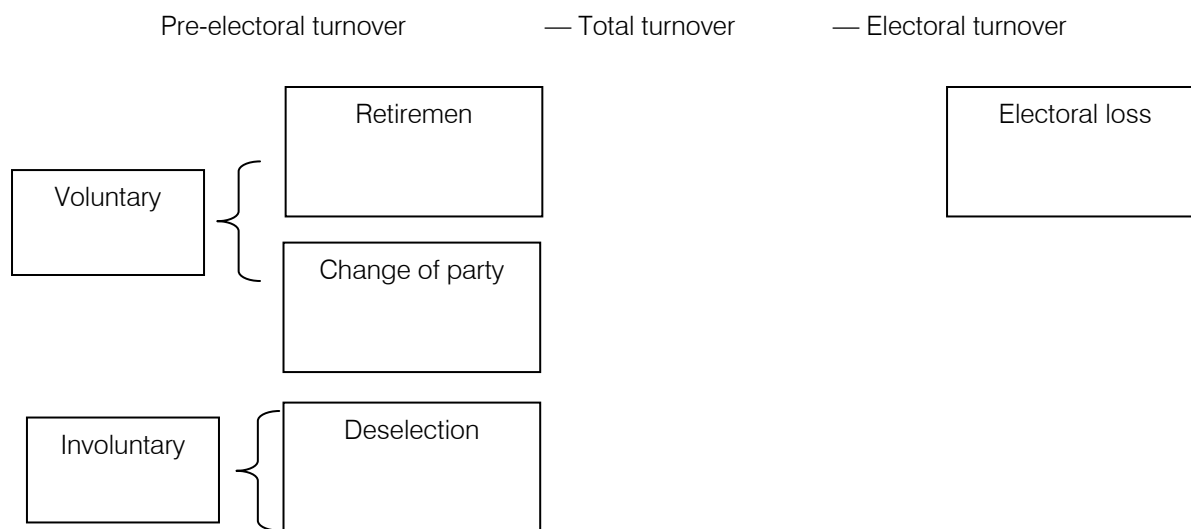 Pre-electoral turnover — Total turnover — Electoral turnover
Retiremen
Electoral loss
Voluntary
Change of party
Deselection
Involuntary